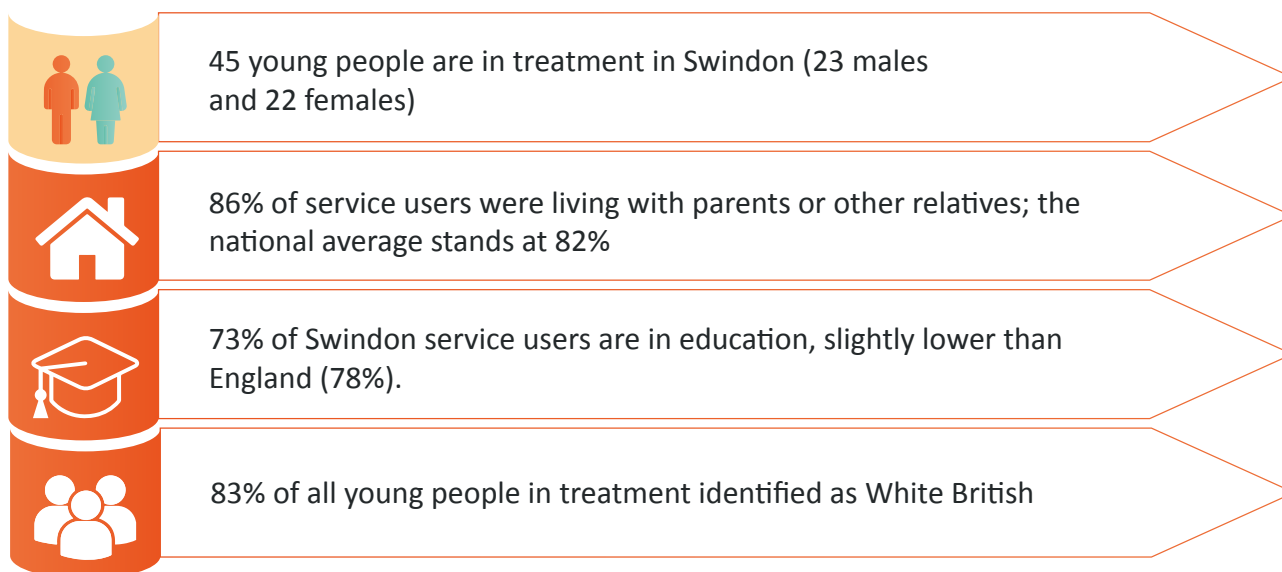 45 young people are in treatment in Swindon (23 males
and 22 females)
86% of service users were living with parents or other relatives; the
national average stands at 82%
73% of Swindon service users are in education, slightly lower than
England (78%).
83% of all young people in treatment identified as White British